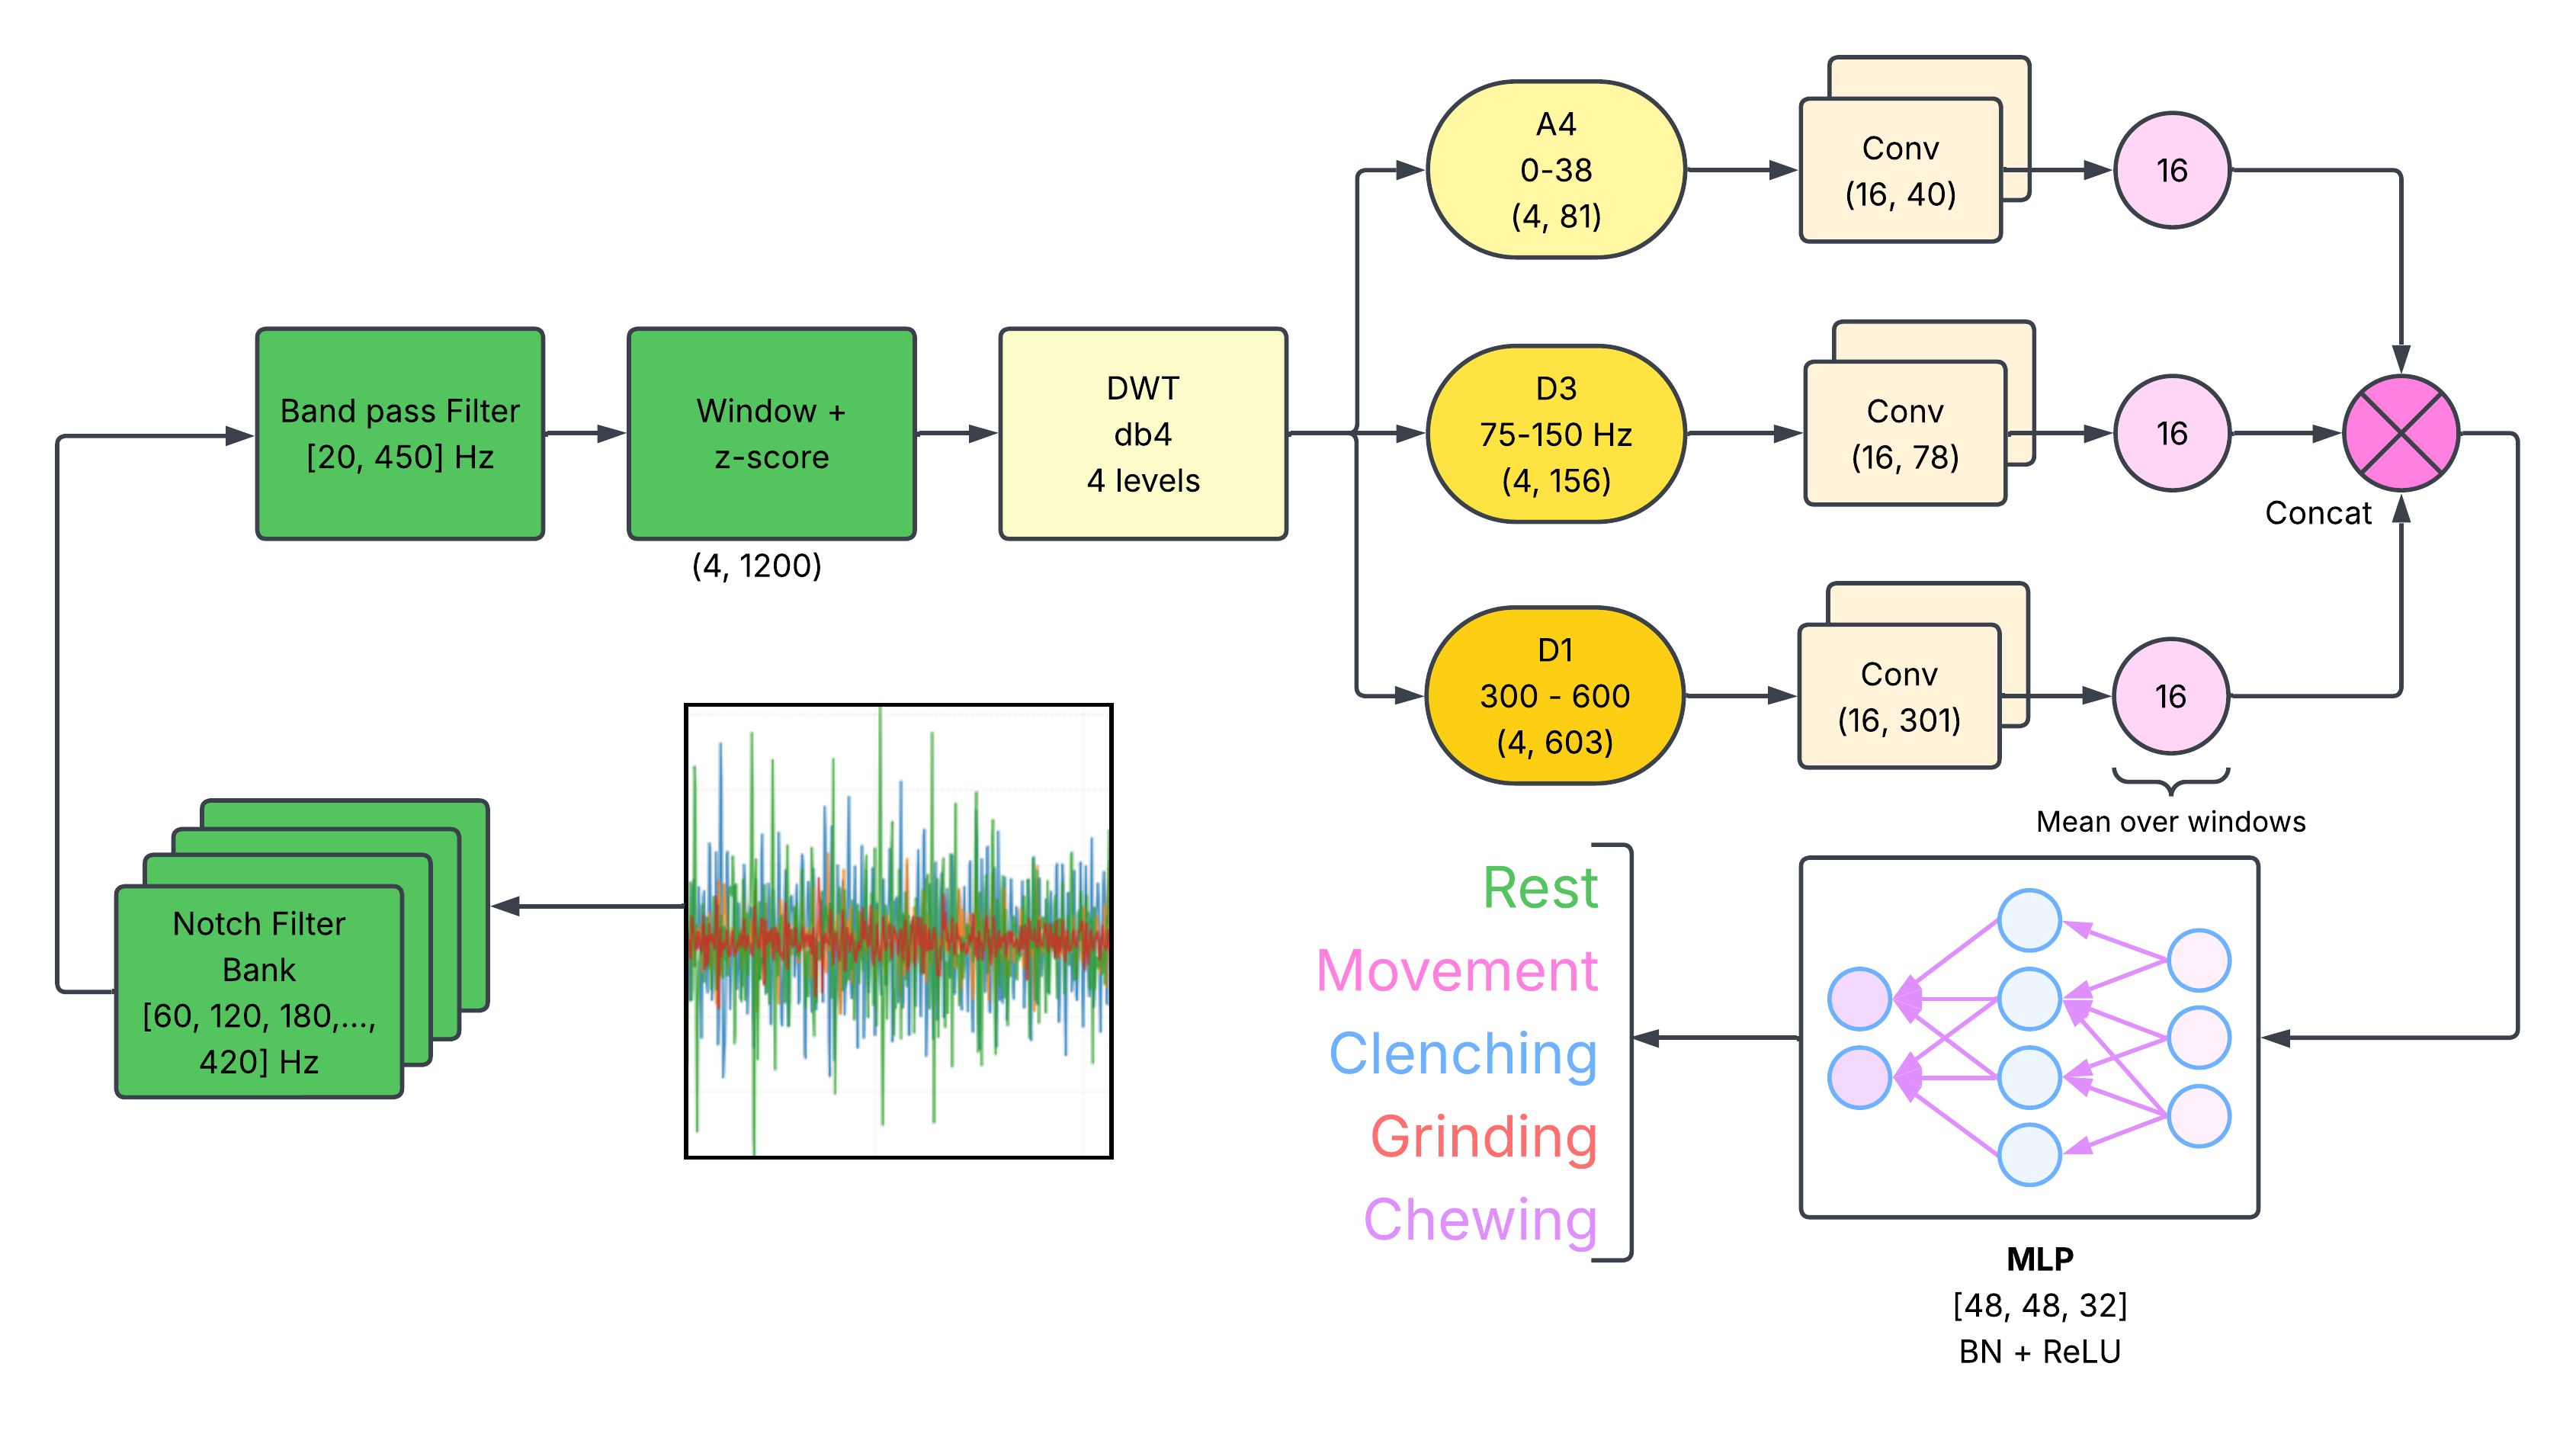 A4
0-38
(4, 81)
Conv
(16, 40)
16
Band pass Filter
[20, 450] Hz
Window +
z-score
(4, 1200)
DWT
db4
4 levels
D3
75-150 Hz
(4, 156)
Conv
(16, 78)
16
Concat
D1
300 - 600
(4, 603)
Conv
(16, 301)
16
Mean over windows
Notch Filter
Bank
[60, 120, 180,...,
420] Hz
Rest
Movement
Clenching
Grinding
Chewing
MLP
[48, 48, 32]
BN + ReLU